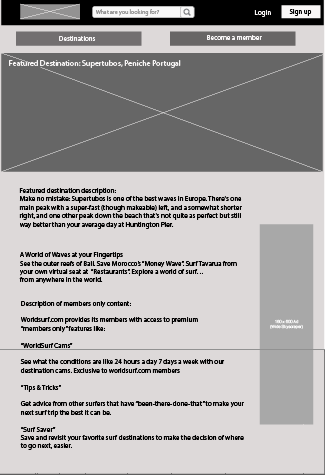 What are you looking for?
Login
Sign up
Destinations
Become a member
Featured Destination: Supertubos, Peniche Portugal
Featured destination description:
Make no mistake: Supertubos is one of the best waves in Europe. There's one
main peak with a super-fast (though makeable) left, and a somewhat shorter
right, and one other peak down the beach that's not quite as perfect but still
way better than your average day at Huntington Pier.
A World of Waves at your Fingertips
See the outer reefs of Bali. Save Morocco's "Money Wave". Surf Tavarua from
your own virtual seat at "Restaurants". Explore a world of surf. . .
from anywhere in the world.
Description of members only content:
Worldsurf.com provides its members with access to premium
"members only" features like:
"WorldSurf Cams"
See what the conditions are like 24 hours a day 7 days a week with our
destination cams. Exclusive to worldsurf.com members
"Tips & Tricks"
Get advice from other surfers that have "been-there-done-that" to make your
next surf trip the best it can be.
"Surf Saver"
Save and revisit your favorite surf destinations to make the decision of where
to go next, easier.